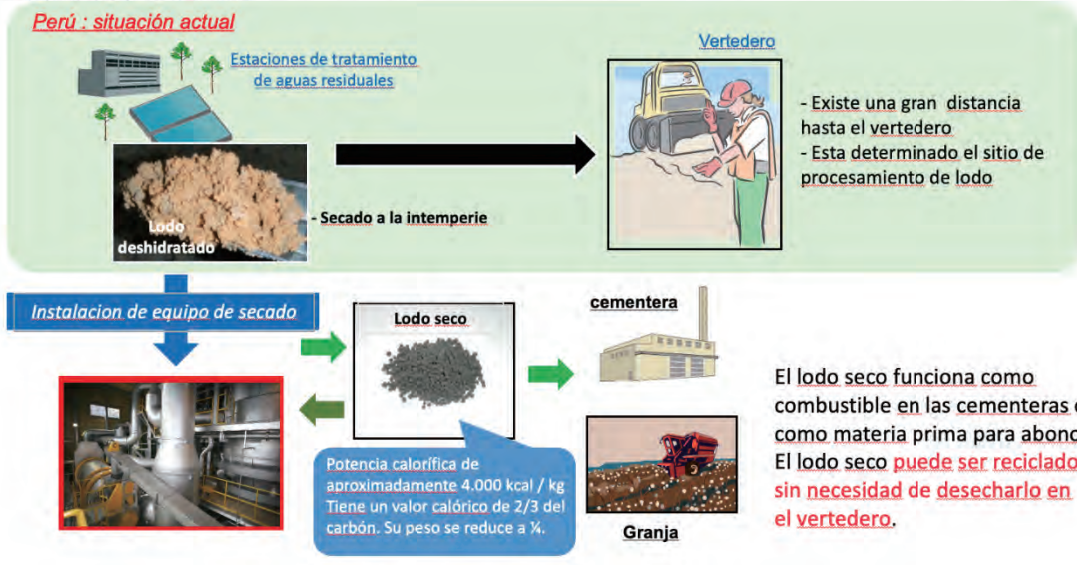 Perú : situación actual
Estaciones de tratamiento
de aguas residuales
Vertedero
- Existe una gran distancia
hasta el vertedero
- Esta determinado el sitio de
procesamiento de lodo
- Secado a la intemperie
Lodo
deshidratado
Instalacion de equipo de secado
Lodo seco
cementera
Potencia calorífica de
aproximadamente 4.000 kcal / kg
Tiene un valor calórico de 2/3 del
carbón. Su peso se reduce a ¼.
Granja
El lodo seco funciona como
combustible en las cementeras
como materia prima para abono
El lodo seco puede ser reciclado
sin necesidad de desecharlo en
el vertedero.